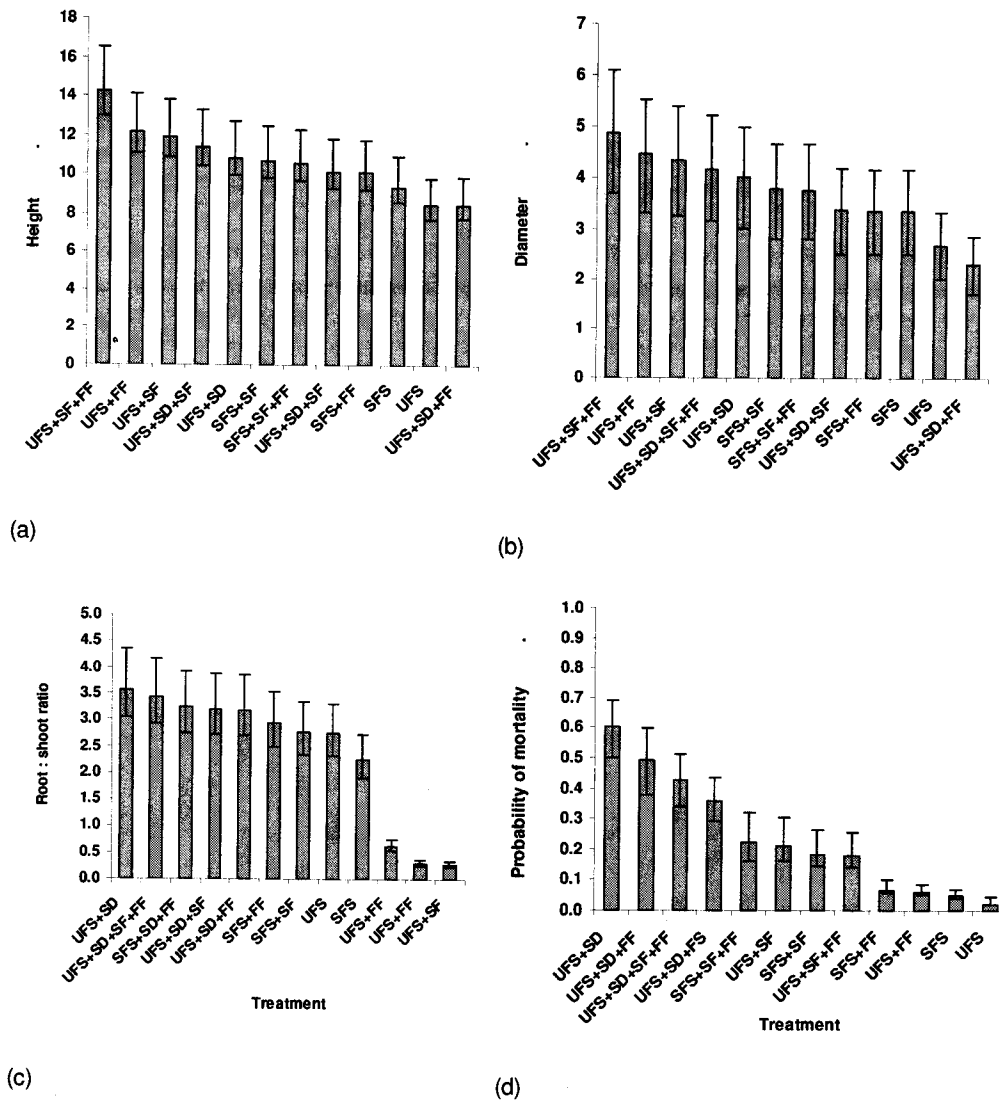 18
16
14
12
10
8
6
4
2
0
Height
UFS+SF+FF
UFS+FF
UFS+SF
UFS+SD+SF
UFS+SD
SFS+SF
SFS+SF+FF
UFS+SD+SF
SFS+FF
SFS
UFS
UFS+SD+FF
(a)
7
6
5
4
3
2
1
0
Diameter
UFS+SF+FF
UFS+FF
UFS+SF
UFS+SD+SF+FF
UFS+SD
SFS+SF
SFS+SF+FF
UFS+SD+SF
SFS+FF
SFS
UFS
UFS+SD+FF
(b)
5.0
4.5
4.0
3.5
3.0
2.5
2.0
1.5
1.0
0.5
0.0
Root : shoot ratio
UFS+SD
UFS+SD+SF+FF
SFS+SD+FF
UFS+SD+SF
UFS+SD+FF
SFS+FF
SFS+SF
UFS
SFS
UFS+FF
UFS+FF
UFS+SF
Treatment
(c)
1.0
0.9
0.8
0.7
0.6
0.5
0.4
0.3
0.2
0.1
0.0
Probability of mortality
UFS+SD
UFS+SD+FF
UFS+SD+SF+FF
UFS+SD+FS
SFS+SF+FF
UFS+SF
SFS+SF
UFS+SF+FF
SFS+FF
UFS+FF
SFS
UFS
Treatment
(d)